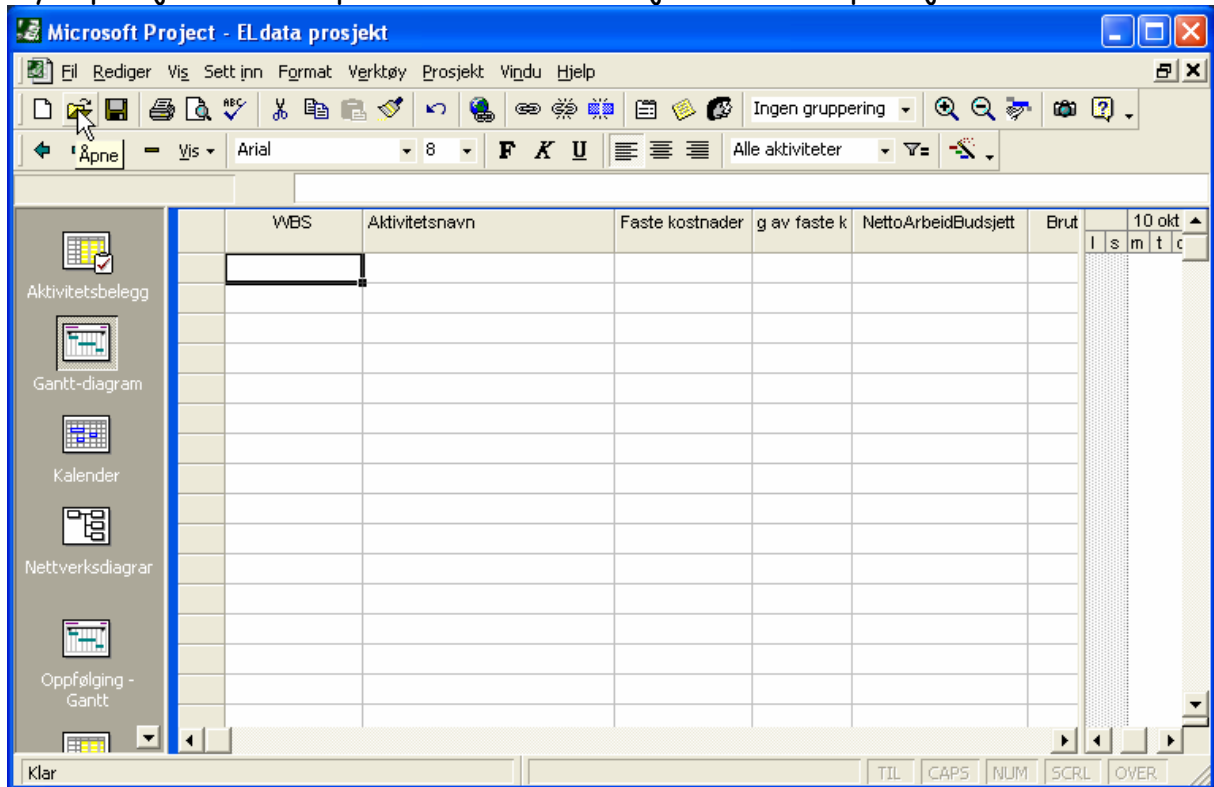 Microsoft Project - ELdata prosjekt
Fil Rediger Vis Sett inn Format Verktøy Prosjekt Vindu Hjelp
ABC Ingen gruppering
Åpne Vis Arial 8 F K U Alle aktiviteter
WBS Aktivitetsnavn Faste kostnader g av faste k NettoArbeidBudsjett Brut 10 okt
l s m t
Aktivitetsbelegg
Gantt-diagram
Kalender
Nettverksdiagrar
Oppfølging -
Gantt
Klar TIL CAPS NUM SCRL OVER